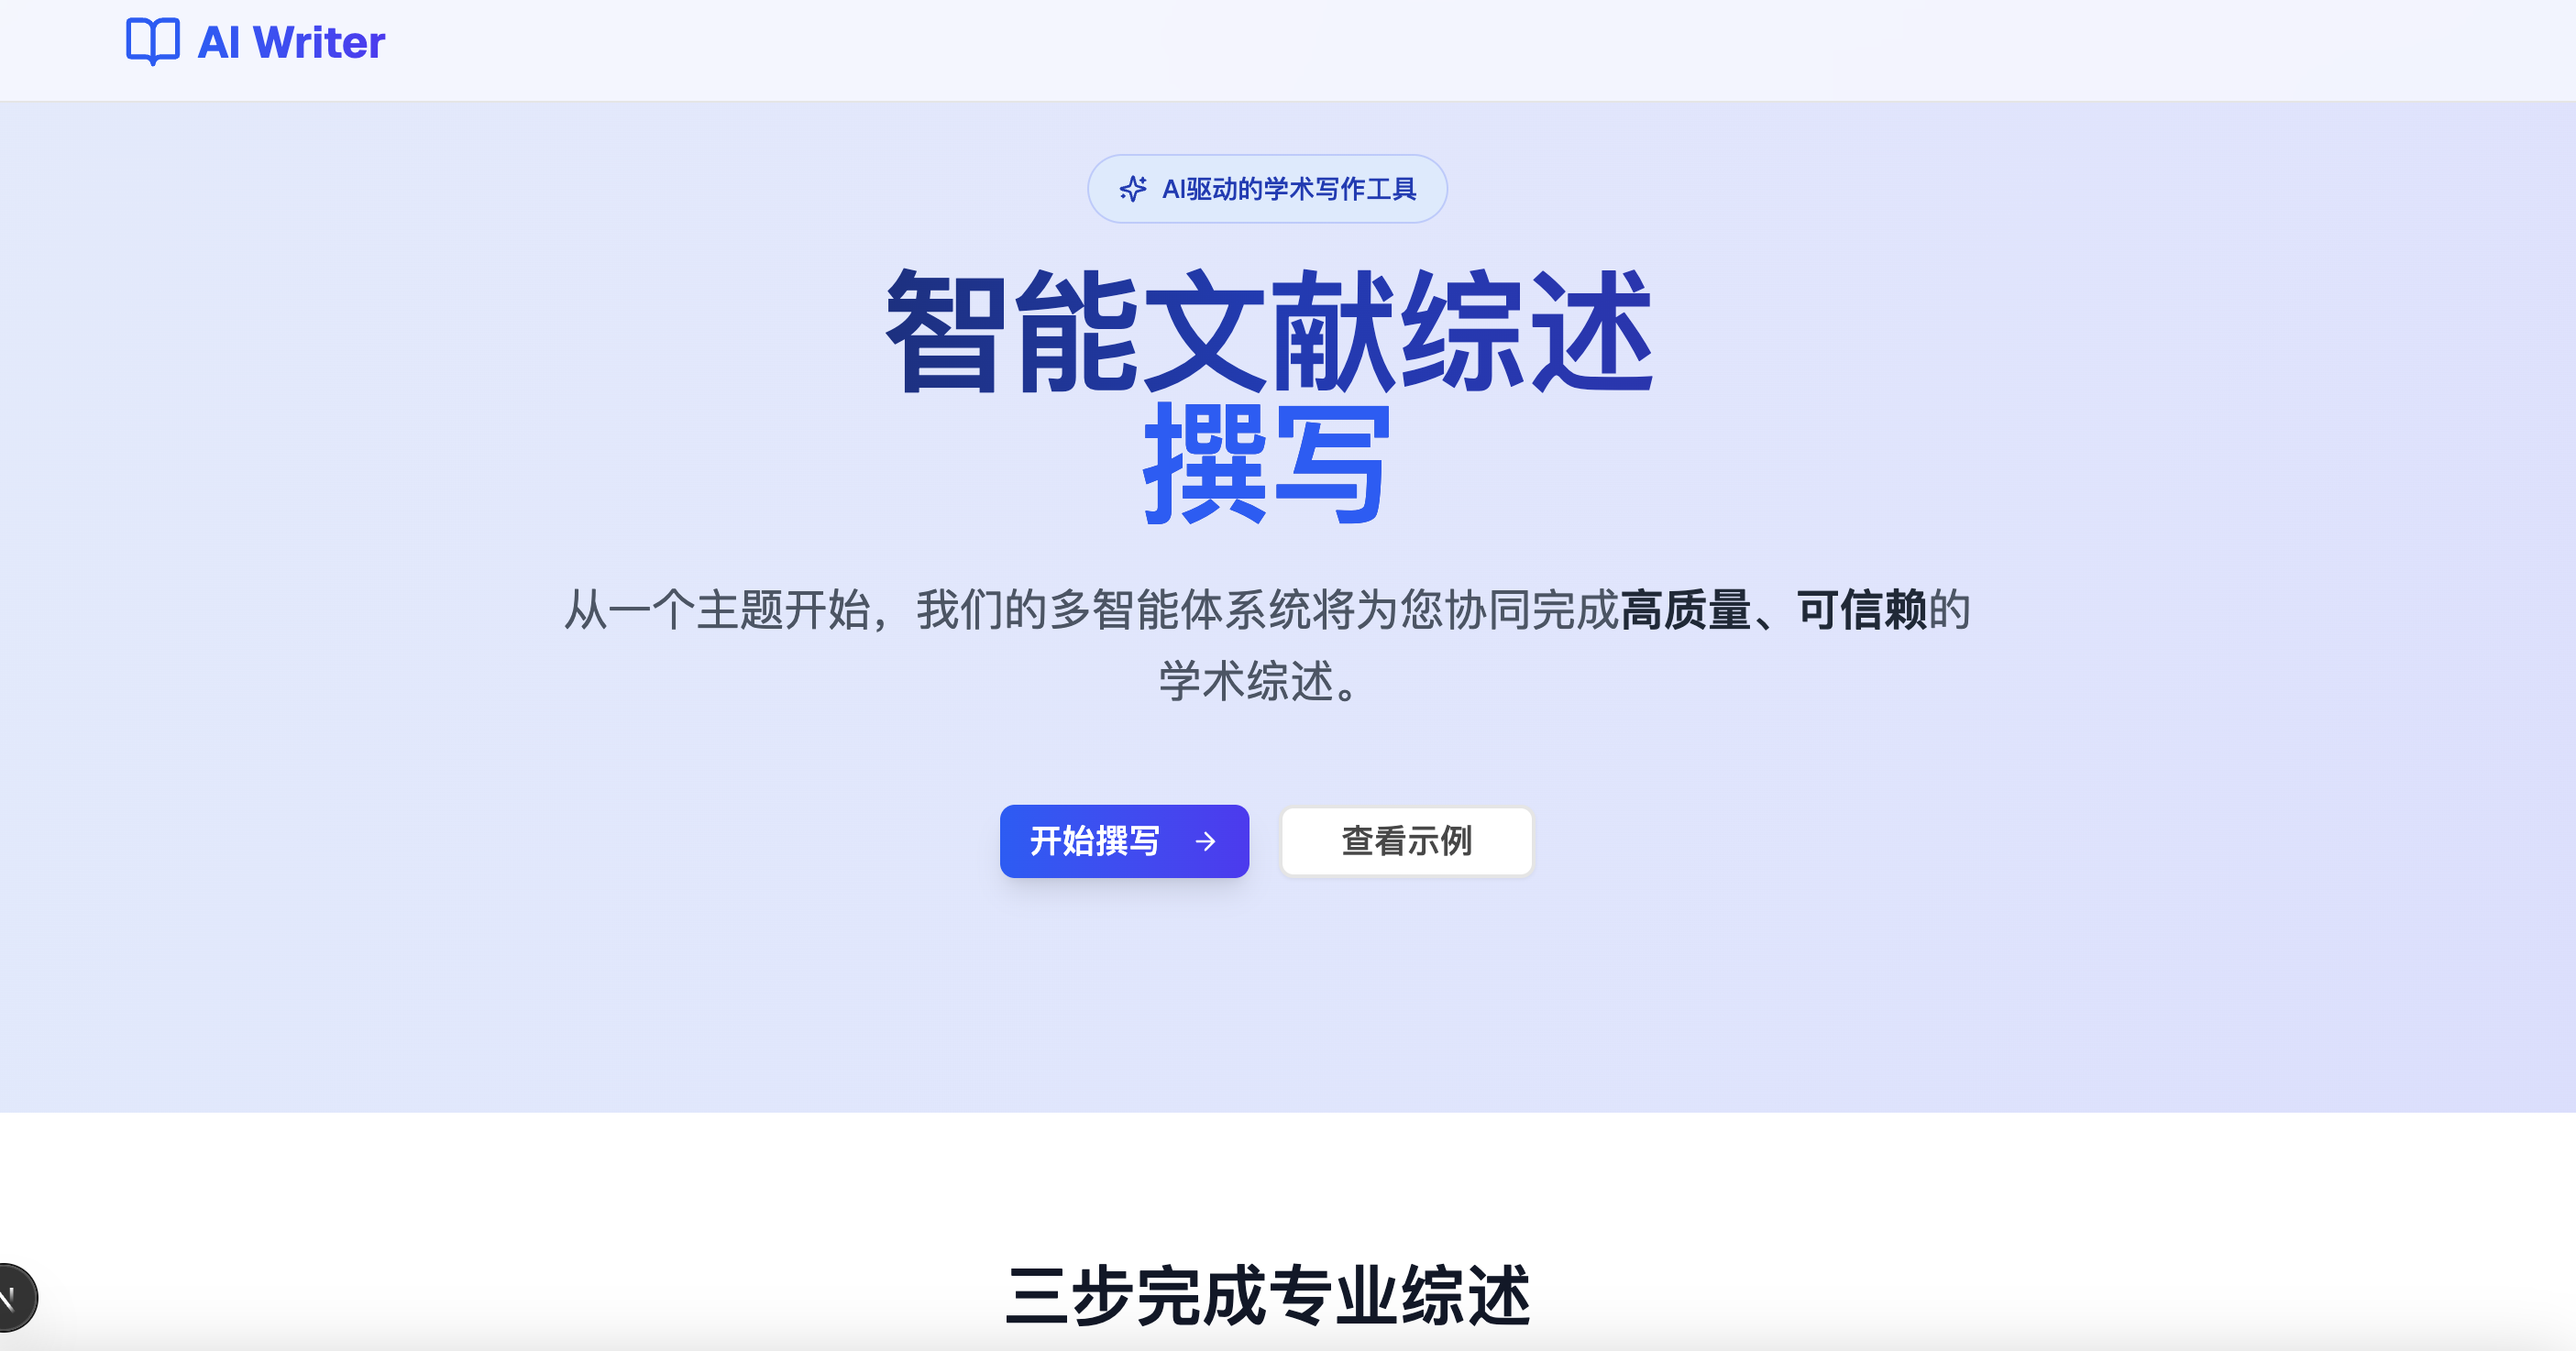 AI Writer
AI驱动的学术写作工具
智能文献综述
撰写
从一个主题开始，我们的多智能体系统将为您协同完成高质量、可信赖的
学术综述。
开始撰写
查看示例
三步完成专业综述
N